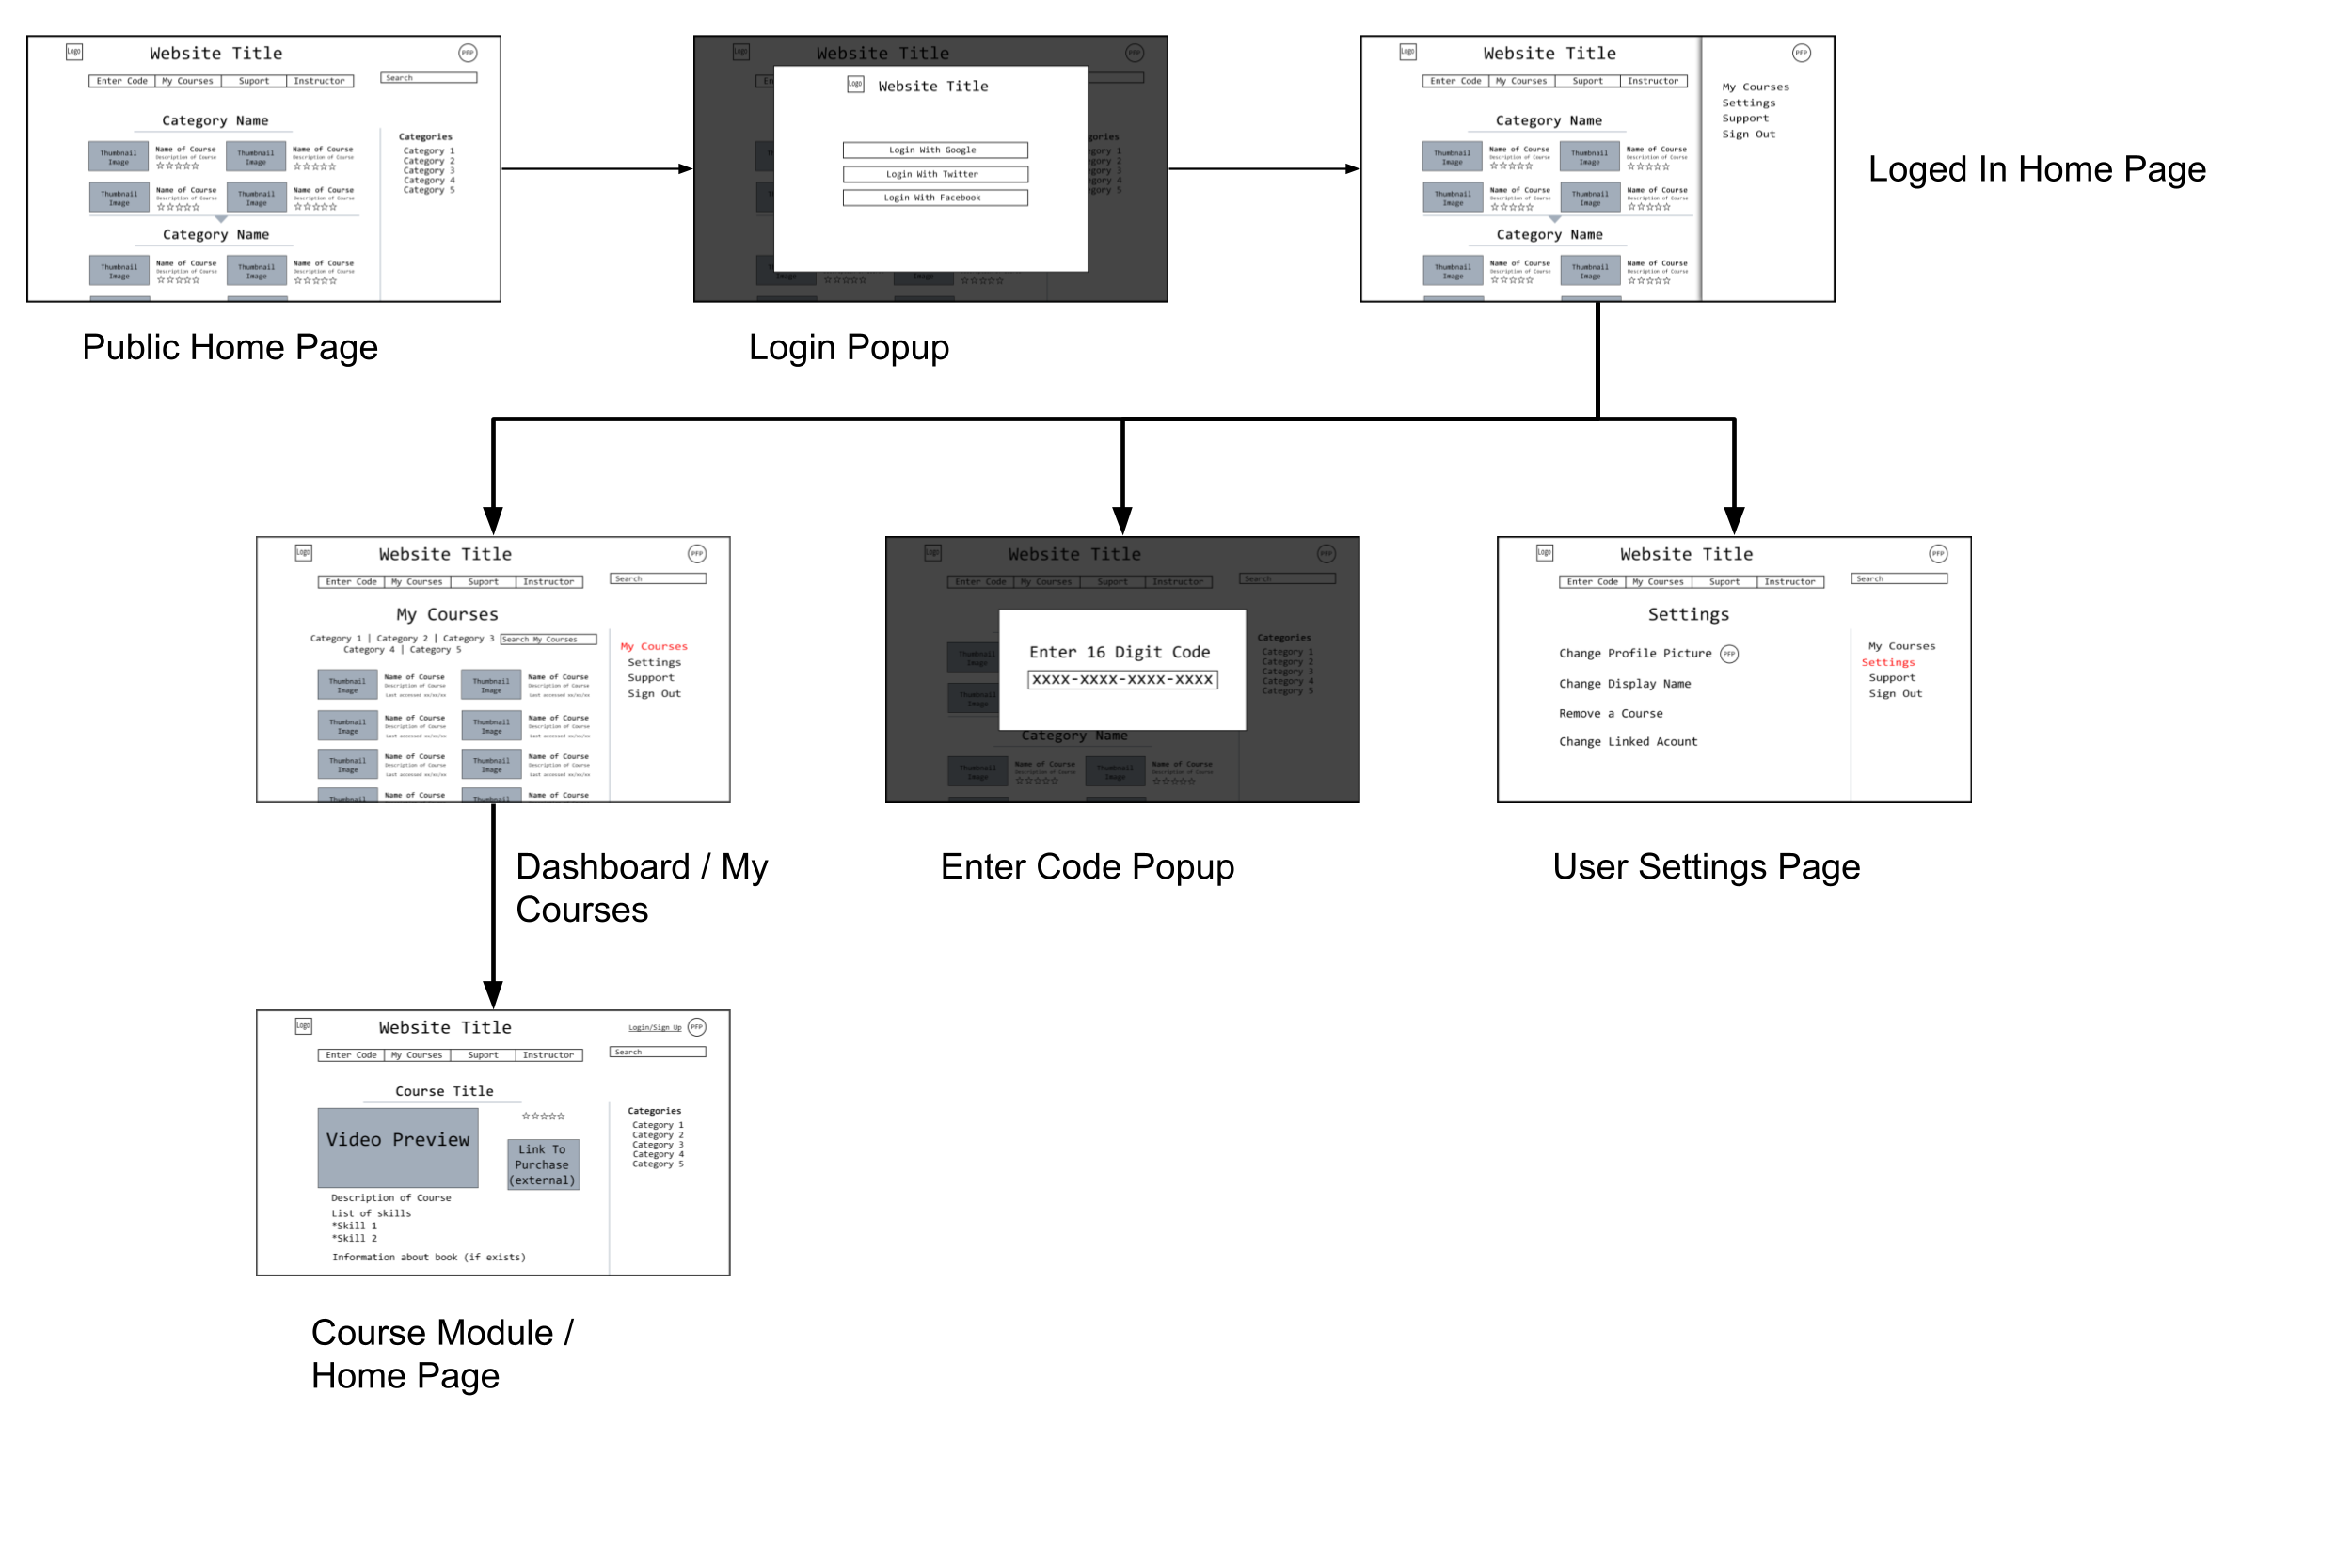 Logo
Website Title
PFP
Enter Code
My Courses
Suport
Instructor
Search
Category Name
Thumbnail
Image
Name of Course
Description of Course
☆☆☆☆☆
Thumbnail
Image
Name of Course
Description of Course
☆☆☆☆☆
Thumbnail
Image
Name of Course
Description of Course
☆☆☆☆☆
Thumbnail
Image
Name of Course
Description of Course
☆☆☆☆☆
Category Name
Thumbnail
Image
Name of Course
Description of Course
☆☆☆☆☆
Thumbnail
Image
Name of Course
Description of Course
☆☆☆☆☆
Categories
Category 1
Category 2
Category 3
Category 4
Category 5
Public Home Page
Logo
Website Title
PFP
Logo
Website Title
Login With Google
Login With Twitter
Login With Facebook
Login Popup
Logo
Website Title
PFP
Enter Code
My Courses
Suport
Instructor
Category Name
Thumbnail
Image
Name of Course
Description of Course
☆☆☆☆☆
Thumbnail
Image
Name of Course
Description of Course
☆☆☆☆☆
Thumbnail
Image
Name of Course
Description of Course
☆☆☆☆☆
Thumbnail
Image
Name of Course
Description of Course
☆☆☆☆☆
Category Name
Thumbnail
Image
Name of Course
Description of Course
☆☆☆☆☆
Thumbnail
Image
Name of Course
Description of Course
☆☆☆☆☆
My Courses
Settings
Support
Sign Out
Loged In Home Page
Logo
Website Title
PFP
Enter Code
My Courses
Suport
Instructor
Search
My Courses
Category 1 | Category 2 | Category 3
Category 4 | Category 5
Search My Courses
Thumbnail
Image
Name of Course
Description of Course
Last accessed xx/xx/xx
Thumbnail
Image
Name of Course
Description of Course
Last accessed xx/xx/xx
Thumbnail
Image
Name of Course
Description of Course
Last accessed xx/xx/xx
Thumbnail
Image
Name of Course
Description of Course
Last accessed xx/xx/xx
Thumbnail
Image
Name of Course
Description of Course
Last accessed xx/xx/xx
Thumbnail
Image
Name of Course
Description of Course
Last accessed xx/xx/xx
Thumbnail
Name of Course
Thumbnail
Name of Course
My Courses
Settings
Support
Sign Out
Dashboard / My
Courses
Logo
Website Title
PFP
Enter Code
My Courses
Suport
Instructor
Search
Enter 16 Digit Code
XXXX-XXXX-XXXX-XXXX
Categories
Category 1
Category 2
Category 3
Category 4
Category 5
Thumbnail
Image
Thumbnail
Category Name
Thumbnail
Image
Name of Course
Description of Course
☆☆☆☆☆
Thumbnail
Image
Name of Course
Description of Course
☆☆☆☆☆
Enter Code Popup
Logo
Website Title
PFP
Enter Code
My Courses
Suport
Instructor
Search
Settings
Change Profile Picture
PFP
Change Display Name
Remove a Course
Change Linked Acount
My Courses
Settings
Support
Sign Out
User Settings Page
Logo
Website Title
Login/Sign Up
PFP
Enter Code
My Courses
Suport
Instructor
Search
Course Title
Video Preview
☆☆☆☆☆
Link To
Purchase
(external)
Description of Course
List of skills
*Skill 1
*Skill 2
Information about book (if exists)
Categories
Category 1
Category 2
Category 3
Category 4
Category 5
Course Module /
Home Page